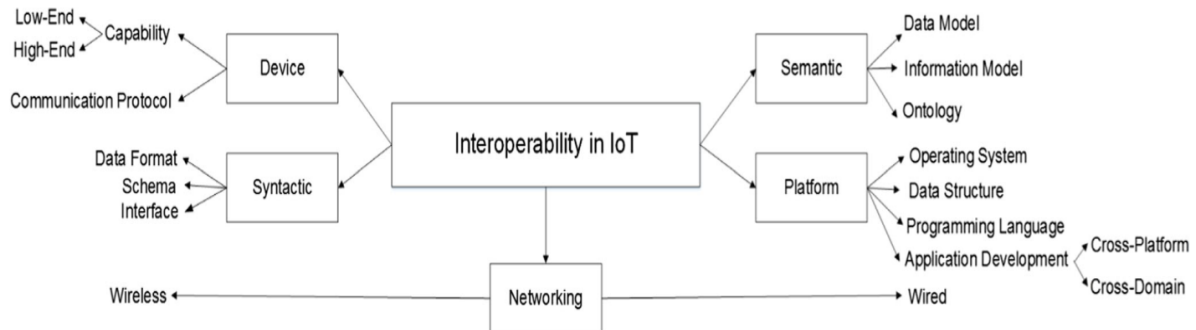 Low-End
High-End
Capability
Communication Protocol
Device
Data Format
Schema
Interface
Syntactic
Interoperability in IoT
Semantic
Data Model
Information Model
Ontology
Platform
Operating System
Data Structure
Programming Language
Application Development
Cross-Platform
Cross-Domain
Wireless
Networking
Wired